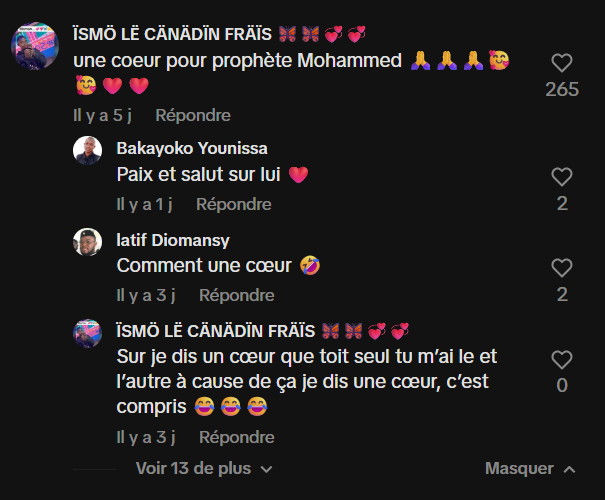 ÏSMÖ LË CÄNÄDÏN FRÄÏS 🦋 🦋 💞 💞
une coeur pour prophète Mohammed 🙏 🙏 🙏 🥰
🥰 ❤️ ❤️
265
Il y a 5 j Répondre
Bakayoko Younissa
Paix et salut sur lui ❤️
Il y a 1 j Répondre
2
latif Diomansy
Comment une cœur 🤣
Il y a 3 j Répondre
2
ÏSMÖ LË CÄNÄDÏN FRÄÏS 🦋 🦋 💞 💞
Sur je dis un cœur que toit seul tu m’ai le et
l’autre à cause de ça je dis une cœur, c’est
compris 😂 😂 😂
0
Il y a 3 j Répondre
Voir 13 de plus Masquer